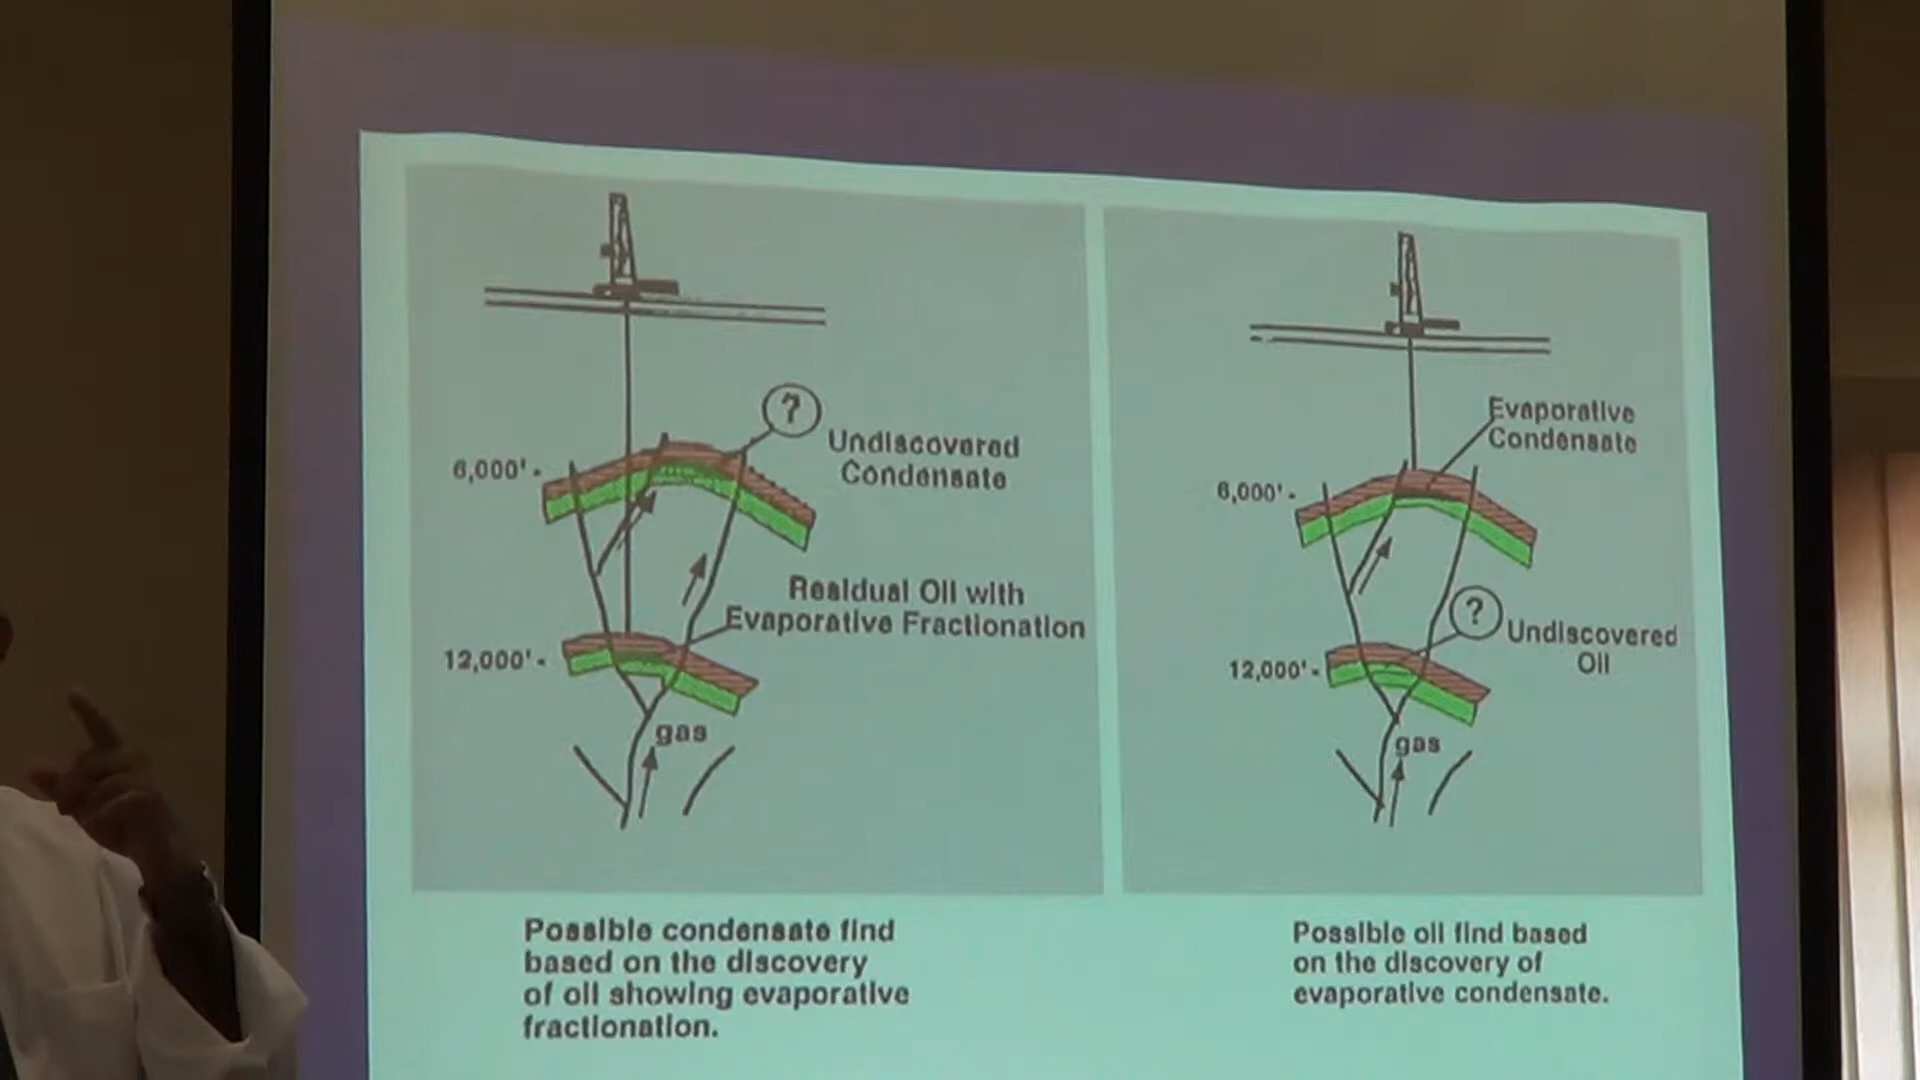 ?
Undiscovered
Condensate
6,000' -
Residual Oil with
Evaporative Fractionation
12,000' -
gas
Possible condensate find
based on the discovery
of oil showing evaporative
fractionation.
Evaporative
Condensate
6,000' -
?
Undiscovered
Oil
12,000' -
gas
Possible oil find based
on the discovery of
evaporative condensate.